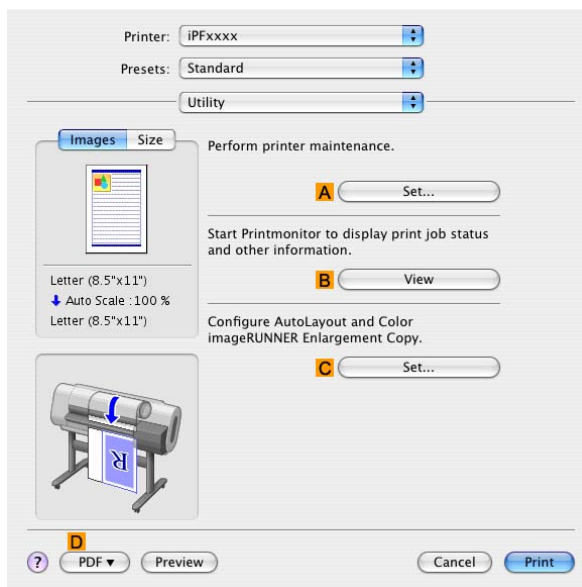 Printer: iPFxxxx
Presets: Standard
Utility
Images Size
Perform printer maintenance.
A Set...
Start Printmonitor to display print job status
and other information.
B View
Letter (8.5"x11")
Auto Scale :100 %
Letter (8.5"x11")
Configure AutoLayout and Color
imageRUNNER Enlargement Copy.
C Set...
R
D
? PDF ▼ Preview Cancel Print